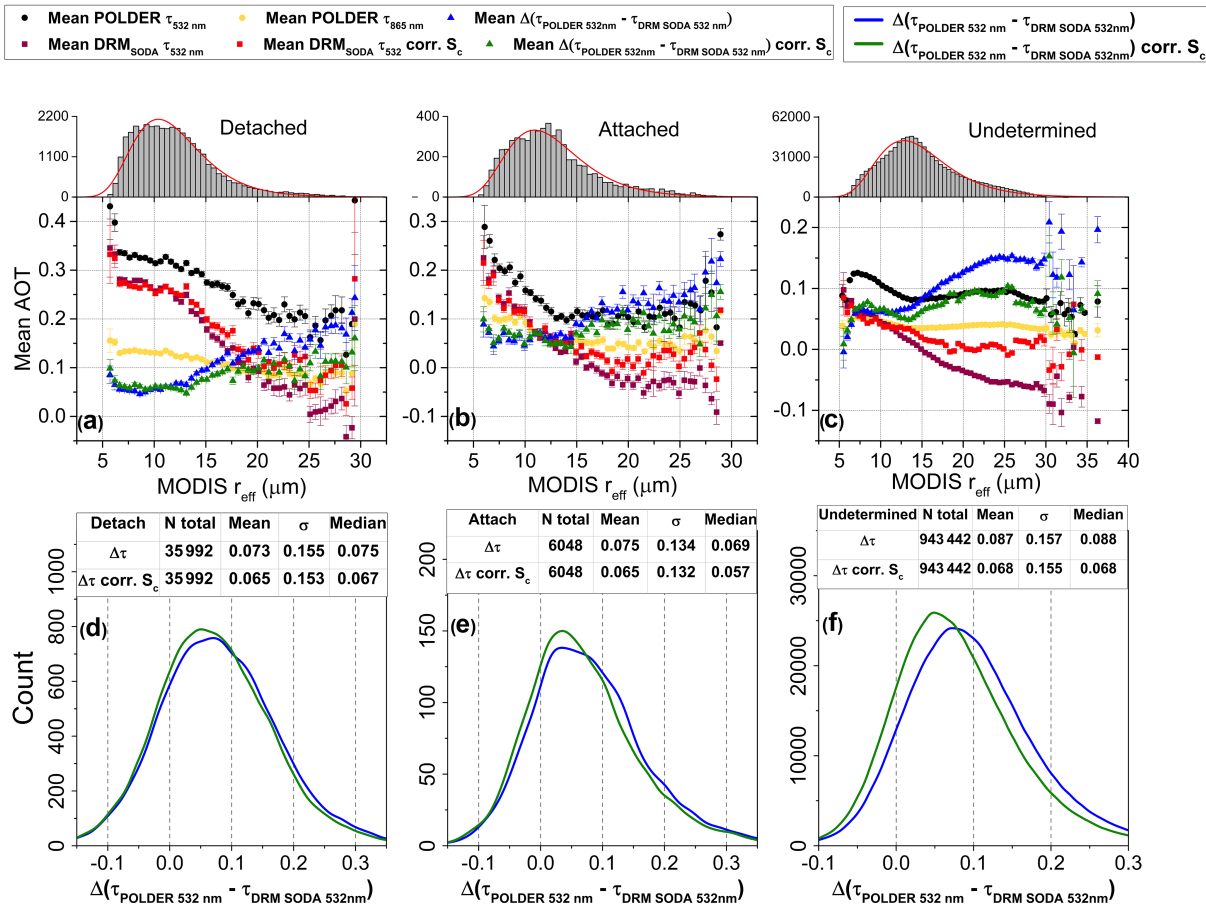 Mean POLDER τ532 nm Mean POLDER τ865 nm Mean Δ(τPOLDER 532nm - τDRM SODA 532 nm)
Mean DRMSODA τ532 nm Mean DRMSODA τ532 corr. Sc Mean Δ(τPOLDER 532nm - τDRM SODA 532 nm) corr. Sc
Δ(τPOLDER 532 nm - τDRM SODA 532nm)
Δ(τPOLDER 532 nm - τDRM SODA 532nm) corr. Sc
2200
1100
0
Detached
400
200
0
Attached
62000
31000
0
Undetermined
Mean AOT
0.4
0.3
0.2
0.1
0.0
(a)
5 10 15 20 25 30
MODIS reff (μm)
0.3
0.2
0.1
0.0
-0.1
(b)
5 10 15 20 25 30
MODIS reff (μm)
0.2
0.1
0.0
-0.1
(c)
5 10 15 20 25 30 35 40
MODIS reff (μm)
Detach N total Mean σ Median
Δτ 35992 0.073 0.155 0.075
Δτ corr. Sc 35992 0.065 0.153 0.067
Attach N total Mean σ Median
Δτ 6048 0.075 0.134 0.069
Δτ corr. Sc 6048 0.065 0.132 0.057
Undetermined N total Mean σ Median
Δτ 943 442 0.087 0.157 0.088
Δτ corr. Sc 943 442 0.068 0.155 0.068
Count
1000
800
600
400
200
0
(d)
-0.1 0.0 0.1 0.2 0.3
Δ(τPOLDER 532 nm - τDRM SODA 532nm)
200
150
100
50
0
(e)
-0.1 0.0 0.1 0.2 0.3
Δ(τPOLDER 532 nm - τDRM SODA 532nm)
30000
20000
10000
0
(f)
-0.1 0.0 0.1 0.2 0.3
Δ(τPOLDER 532 nm - τDRM SODA 532nm)